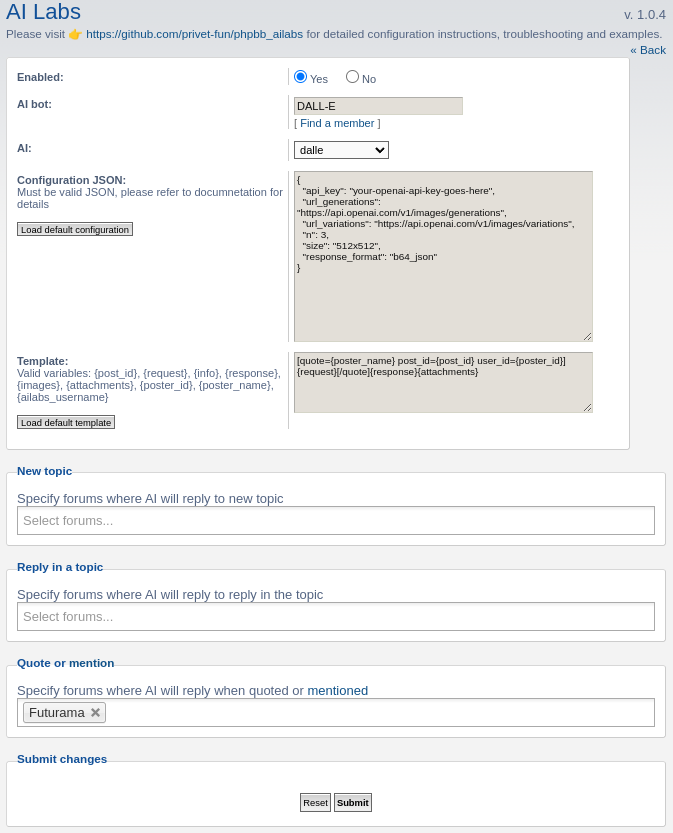 AI Labs
v. 1.0.4
Please visit 👉 https://github.com/privet-fun/phpbb_ailabs for detailed configuration instructions, troubleshooting and examples.
« Back
Enabled:
Yes No
AI bot:
DALL-E
[ Find a member ]
AI:
dalle
Configuration JSON:
Must be valid JSON, please refer to documnetation for
details
Load default configuration
{
"api_key": "your-openai-api-key-goes-here",
"url_generations":
"https://api.openai.com/v1/images/generations",
"url_variations": "https://api.openai.com/v1/images/variations",
"n": 3,
"size": "512x512",
"response_format": "b64_json"
}
Template:
Valid variables: {post_id}, {request}, {info}, {response},
{images}, {attachments}, {poster_id}, {poster_name},
{ailabs_username}
Load default template
[quote={poster_name} post_id={post_id} user_id={poster_id}]
{request}[/quote]{response}{attachments}
New topic
Specify forums where AI will reply to new topic
Select forums...
Reply in a topic
Specify forums where AI will reply to reply in the topic
Select forums...
Quote or mention
Specify forums where AI will reply when quoted or mentioned
Futurama
Submit changes
Reset Submit